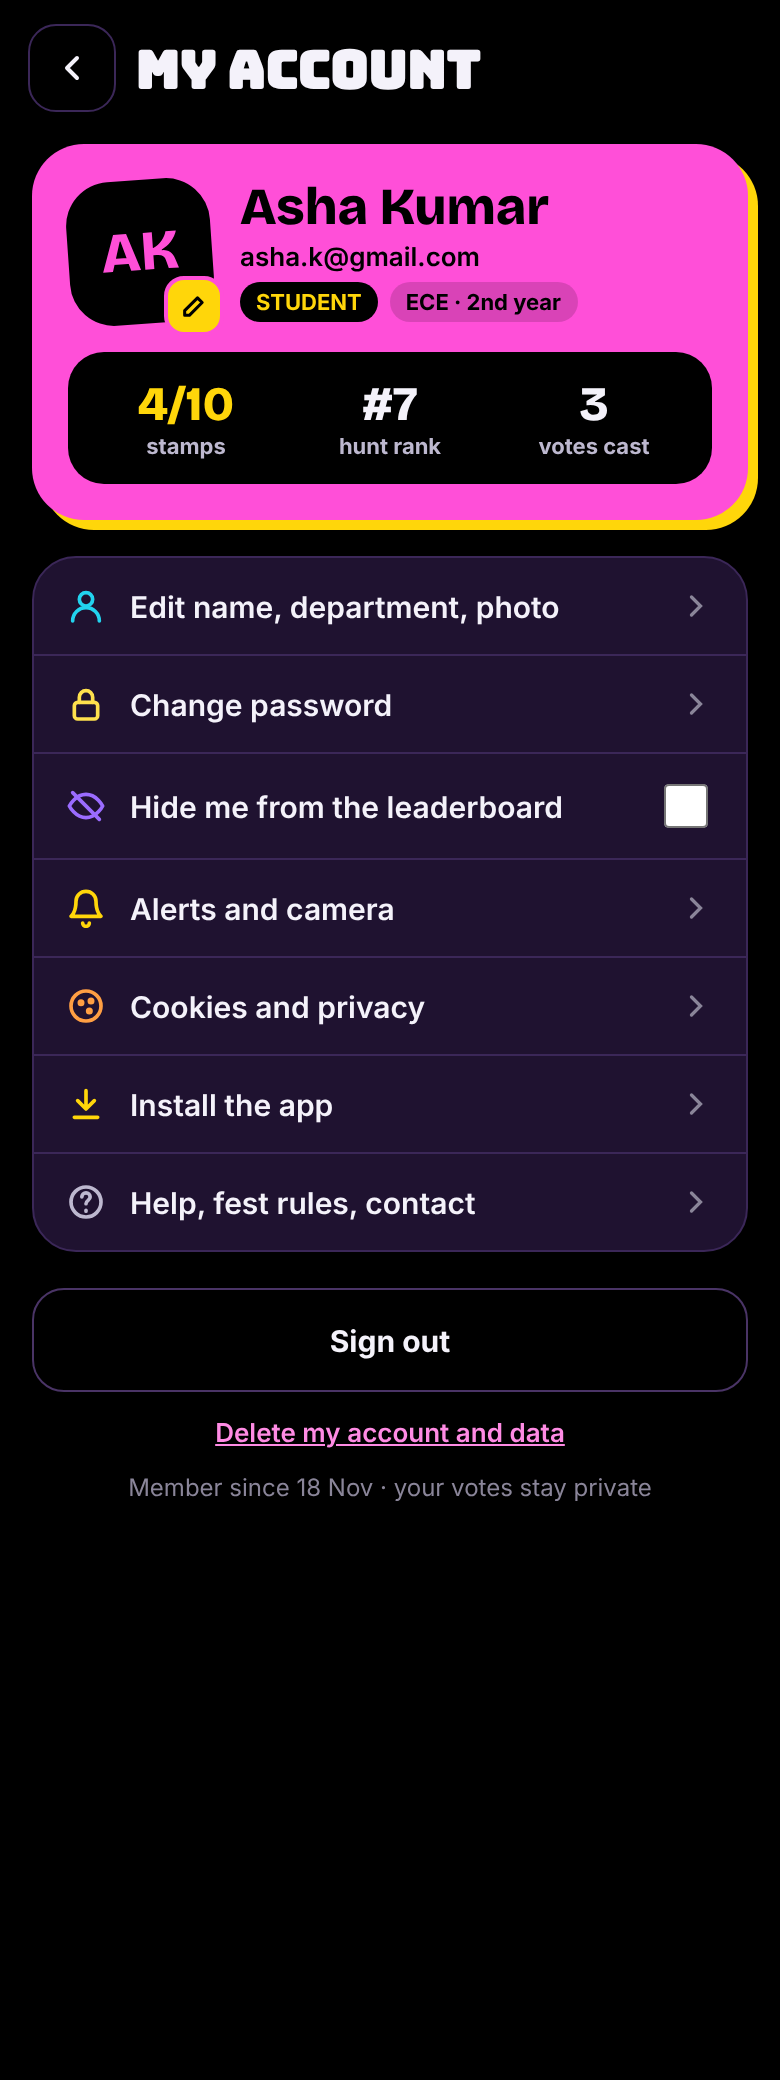 MY ACCOUNT
AK
Asha Kumar
asha.k@gmail.com
STUDENT
ECE · 2nd year
4/10
#7
3
stamps
hunt rank
votes cast
Edit name, department, photo
Change password
Hide me from the leaderboard
Alerts and camera
Cookies and privacy
Install the app
Help, fest rules, contact
Sign out
Delete my account and data
Member since 18 Nov · your votes stay private